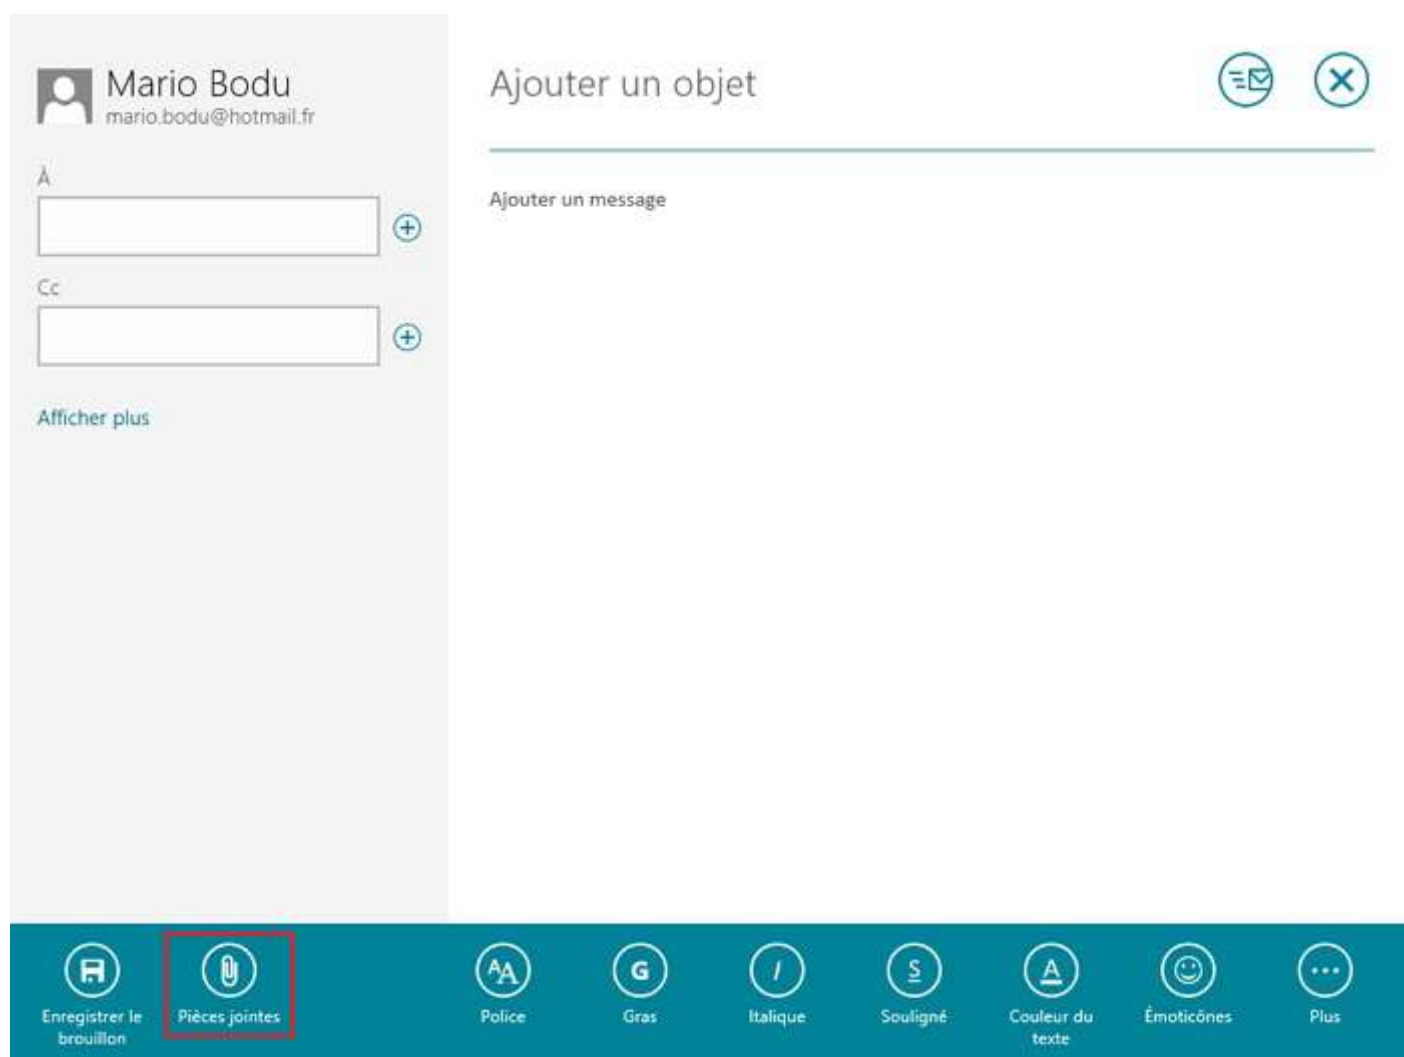 Mario Bodu
mario.bodu@hotmail.fr
À
Cc
Afficher plus
Ajouter un objet
Ajouter un message
Enregistrer le
brouillon
Pièces jointes
AA
Police
G
Gras
I
Italique
S
Souligné
A
Couleur du
texte
Émoticônes
Plus